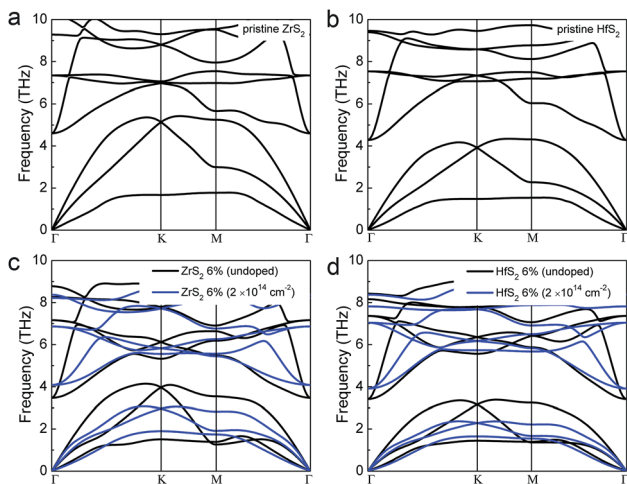 a
pristine ZrS2
Frequency (THz)
10
8
6
4
2
0
Γ K M Γ
b
pristine HfS2
Frequency (THz)
10
8
6
4
2
0
Γ K M Γ
c
ZrS2 6% (undoped)
ZrS2 6% (2 ×10^14 cm^-2)
Frequency (THz)
10
8
6
4
2
0
Γ K M Γ
d
HfS2 6% (undoped)
HfS2 6% (2 ×10^14 cm^-2)
Frequency (THz)
10
8
6
4
2
0
Γ K M Γ